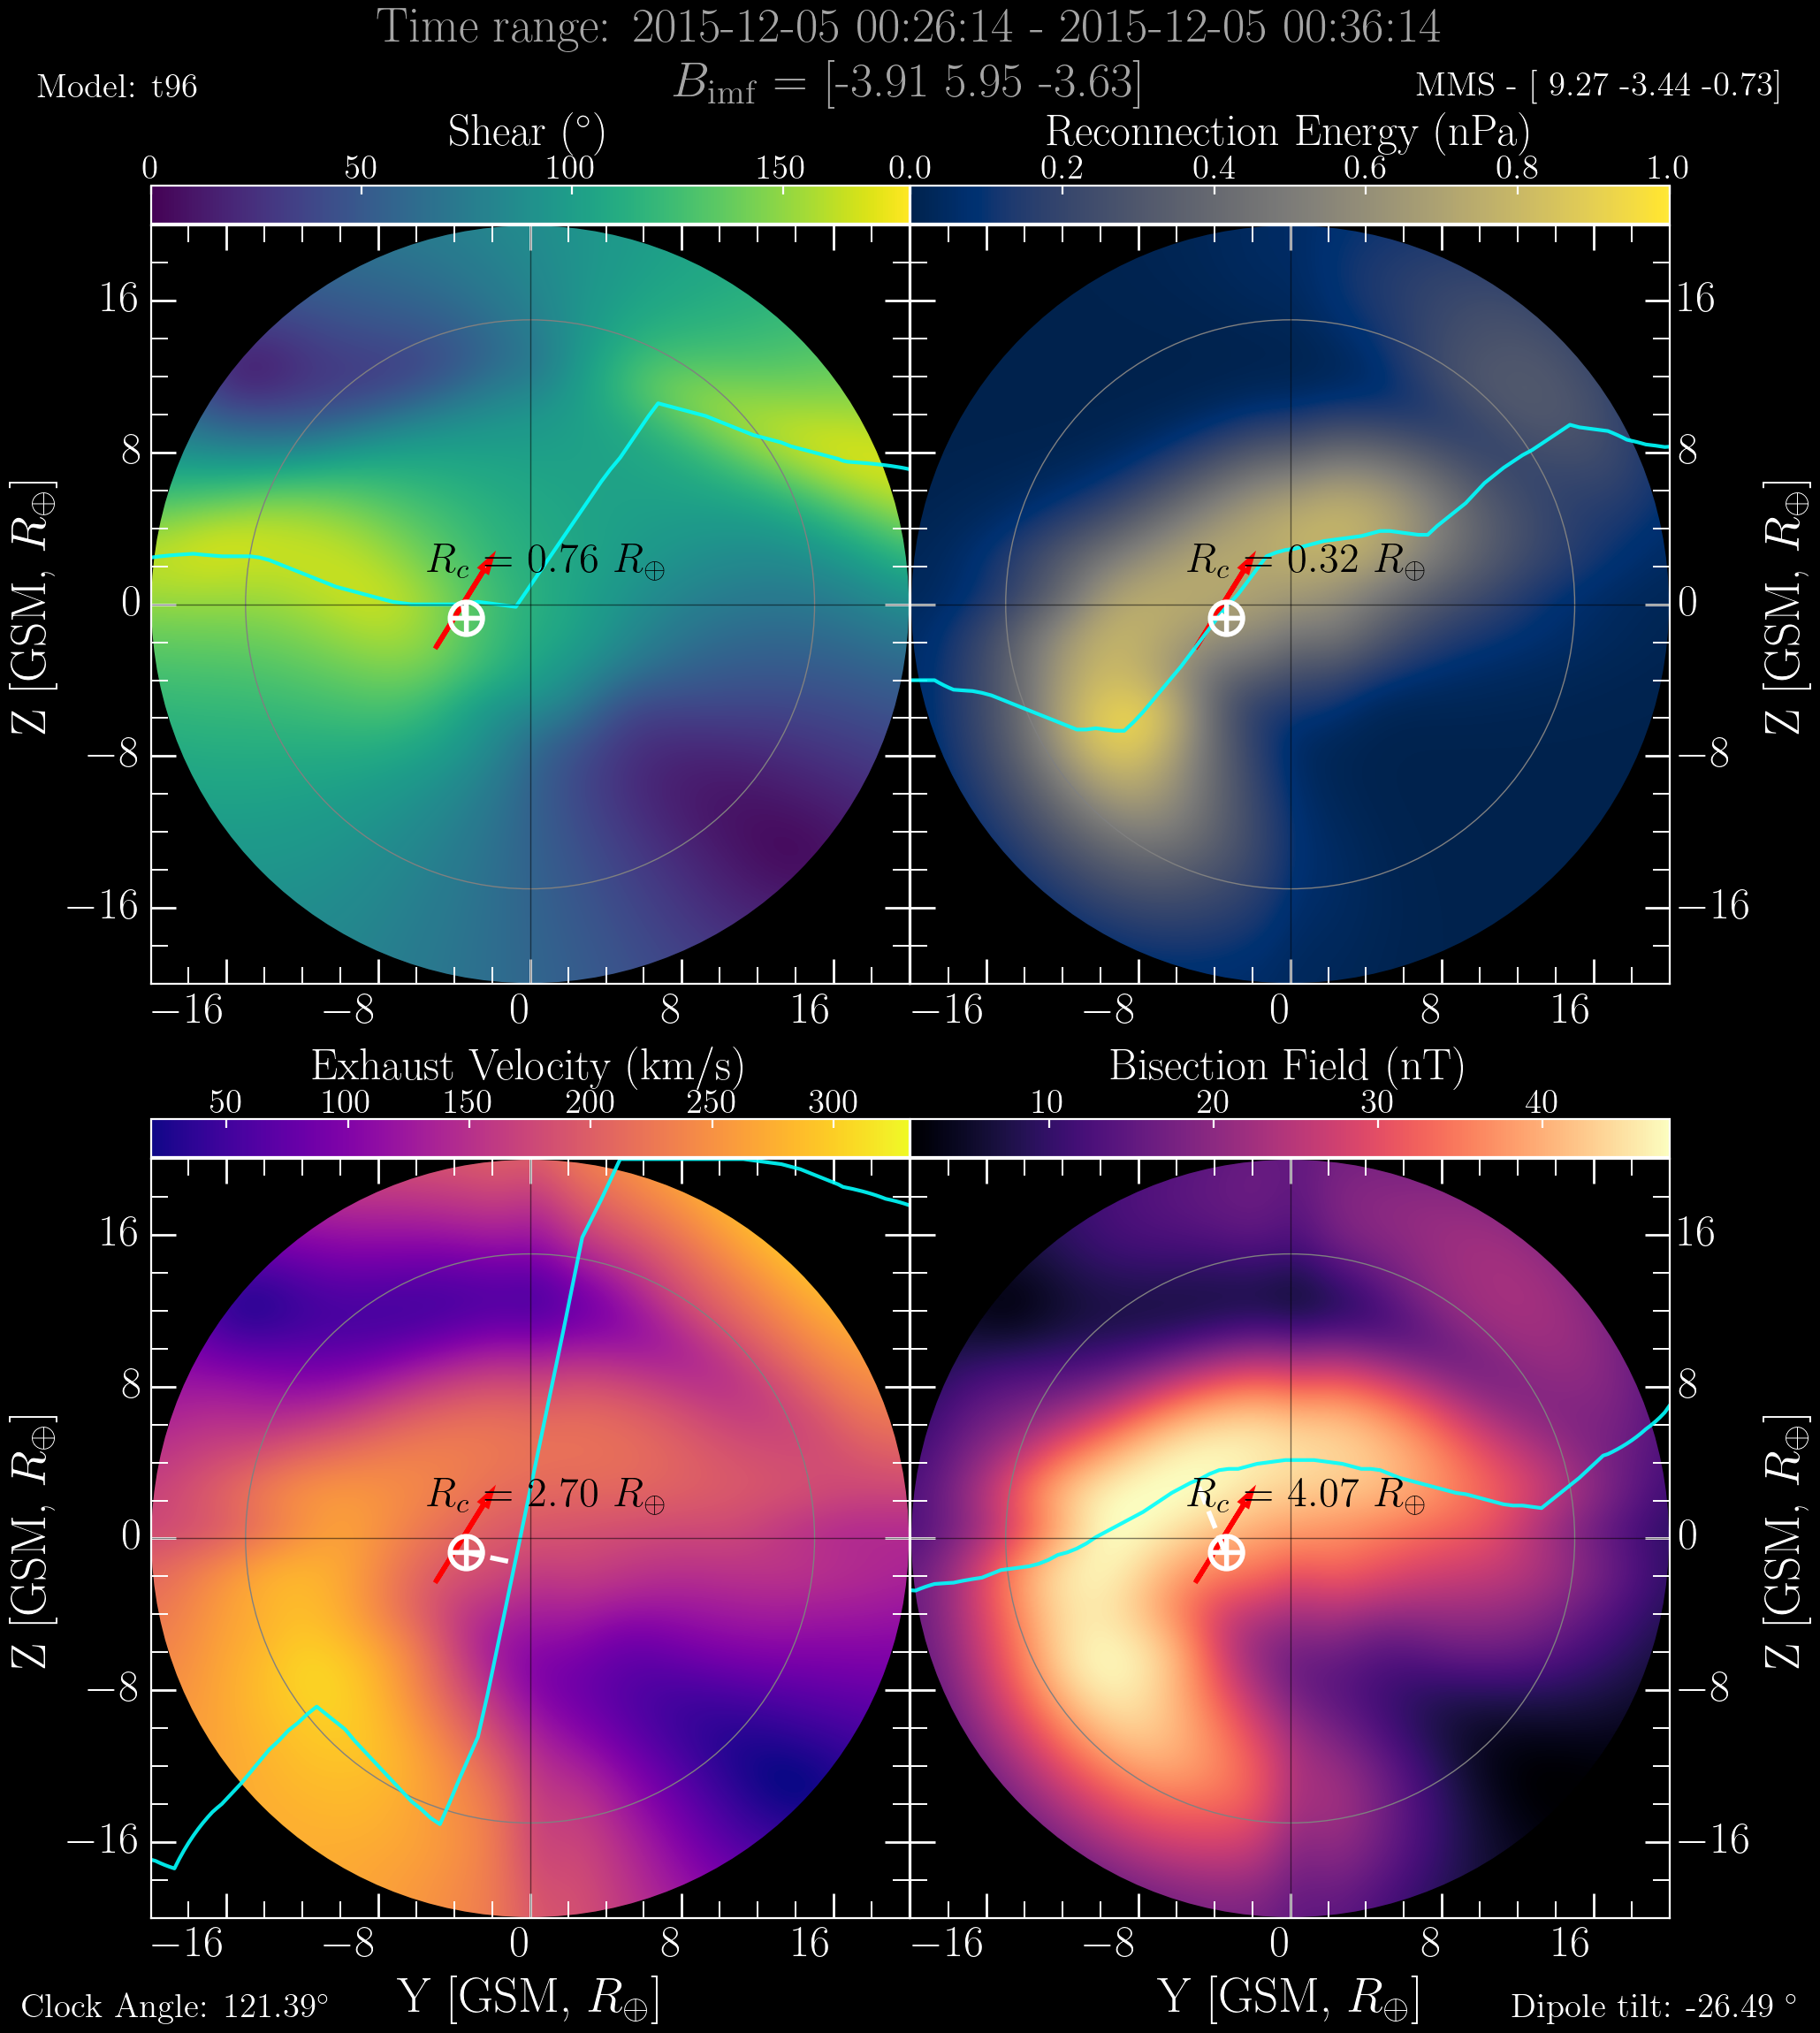 Time range: 2015-12-05 00:26:14 - 2015-12-05 00:36:14
Model: t96
B_imf = [-3.91 5.95 -3.63]
MMS - [ 9.27 -3.44 -0.73]
Shear (°)
Reconnection Energy (nPa)
0 50 100 150 0.0 0.2 0.4 0.6 0.8 1.0
16 16
8 8
R_c = 0.76 R_⊕ R_c = 0.32 R_⊕
0 0
Z [GSM, R_⊕] Z [GSM, R_⊕]
−8 −8
−16 −16
−16 −8 0 8 16 −16 −8 0 8 16
Exhaust Velocity (km/s)
Bisection Field (nT)
50 100 150 200 250 300 10 20 30 40
16 16
8 8
R_c = 2.70 R_⊕ R_c = 4.07 R_⊕
0 0
Z [GSM, R_⊕] Z [GSM, R_⊕]
−8 −8
−16 −16
−16 −8 0 8 16 −16 −8 0 8 16
Y [GSM, R_⊕] Y [GSM, R_⊕]
Clock Angle: 121.39°
Dipole tilt: -26.49 °